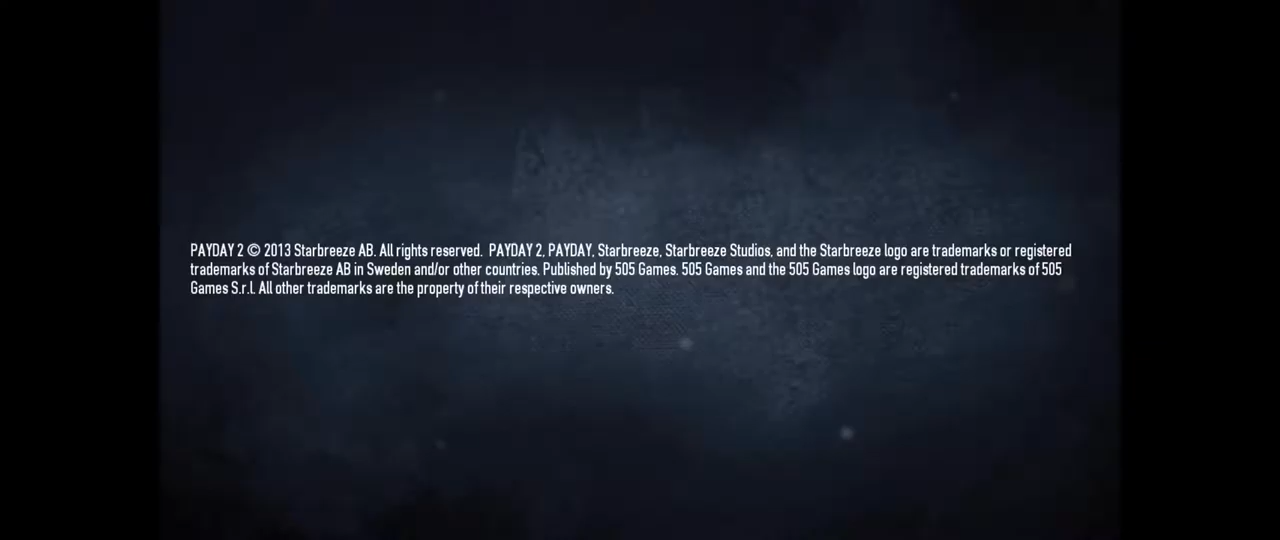 PAYDAY 2 © 2013 Starbreeze AB. All rights reserved.  PAYDAY 2, PAYDAY, Starbreeze, Starbreeze Studios, and the Starbreeze logo are trademarks or registered
trademarks of Starbreeze AB in Sweden and/or other countries. Published by 505 Games. 505 Games and the 505 Games logo are registered trademarks of 505
Games S.r.l. All other trademarks are the property of their respective owners.